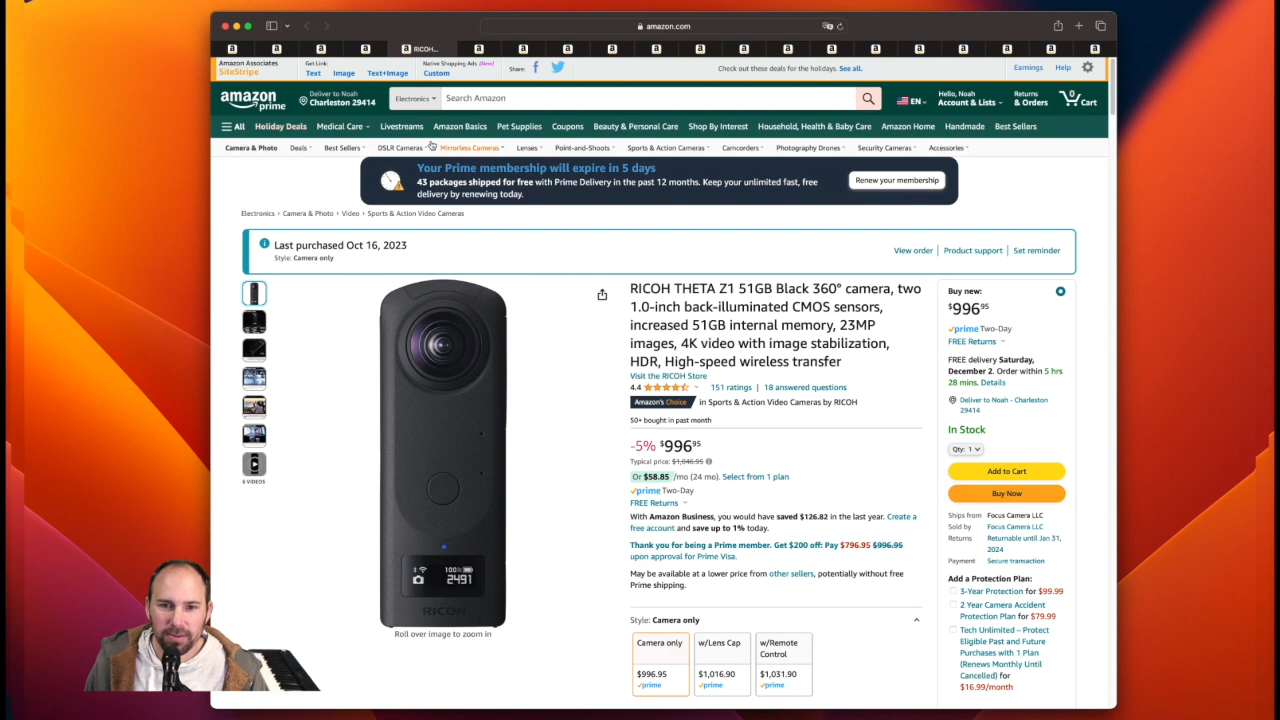 amazon.com
RICOH...
Amazon Associates
SiteStripe
Get Link:
Text Image Text+Image
Native Shopping Ads (New)
Custom
Share:
Check out these deals for the holidays. See all.
Earnings Help
amazon
prime
Deliver to Noah
Charleston 29414
Electronics
Search Amazon
EN
Hello, Noah
Account & Lists
Returns
& Orders
0
Cart
All Holiday Deals Medical Care Livestreams Amazon Basics Pet Supplies Coupons Beauty & Personal Care Shop By Interest Household, Health & Baby Care Amazon Home Handmade Best Sellers
Camera & Photo Deals Best Sellers DSLR Cameras Mirrorless Cameras Lenses Point-and-Shoots Sports & Action Cameras Camcorders Photography Drones Security Cameras Accessories
Your Prime membership will expire in 5 days
43 packages shipped for free with Prime Delivery in the past 12 months. Keep your unlimited fast, free
delivery by renewing today.
Renew your membership
Electronics › Camera & Photo › Video › Sports & Action Video Cameras
Last purchased Oct 16, 2023
Style: Camera only
View order | Product support | Set reminder
6 VIDEOS
100%
2491
RICOH
Roll over image to zoom in
RICOH THETA Z1 51GB Black 360° camera, two
1.0-inch back-illuminated CMOS sensors,
increased 51GB internal memory, 23MP
images, 4K video with image stabilization,
HDR, High-speed wireless transfer
Visit the RICOH Store
4.4 151 ratings | 18 answered questions
Amazon's Choice in Sports & Action Video Cameras by RICOH
50+ bought in past month
-5% $996.95
Typical price: $1,046.95
Or $58.85 /mo (24 mo). Select from 1 plan
prime Two-Day
FREE Returns
With Amazon Business, you would have saved $126.82 in the last year. Create a
free account and save up to 1% today.
Thank you for being a Prime member. Get $200 off: Pay $796.95 $996.95
upon approval for Prime Visa.
May be available at a lower price from other sellers, potentially without free
Prime shipping.
Style: Camera only
Camera only
$996.95
prime
w/Lens Cap
$1,016.90
prime
w/Remote
Control
$1,031.90
prime
Buy new:
$996.95
prime Two-Day
FREE Returns
FREE delivery Saturday,
December 2. Order within 5 hrs
28 mins. Details
Deliver to Noah - Charleston
29414
In Stock
Qty: 1
Add to Cart
Buy Now
Ships from Focus Camera LLC
Sold by Focus Camera LLC
Returns Returnable until Jan 31,
2024
Payment Secure transaction
Add a Protection Plan:
3-Year Protection for $99.99
2 Year Camera Accident
Protection Plan for $79.99
Tech Unlimited – Protect
Eligible Past and Future
Purchases with 1 Plan
(Renews Monthly Until
Cancelled) for
$16.99/month